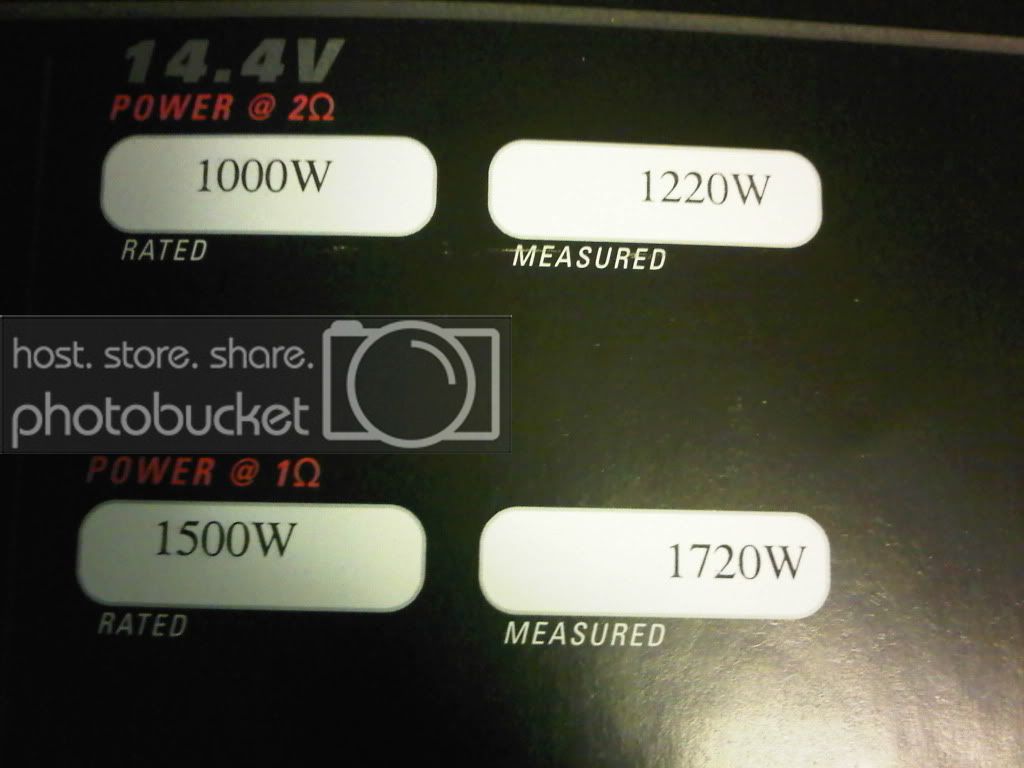 14.4V
POWER @ 2Ω
1000W
1220W
RATED
MEASURED
host. store. share.
photobucket
POWER @ 1Ω
1500W
1720W
RATED
MEASURED